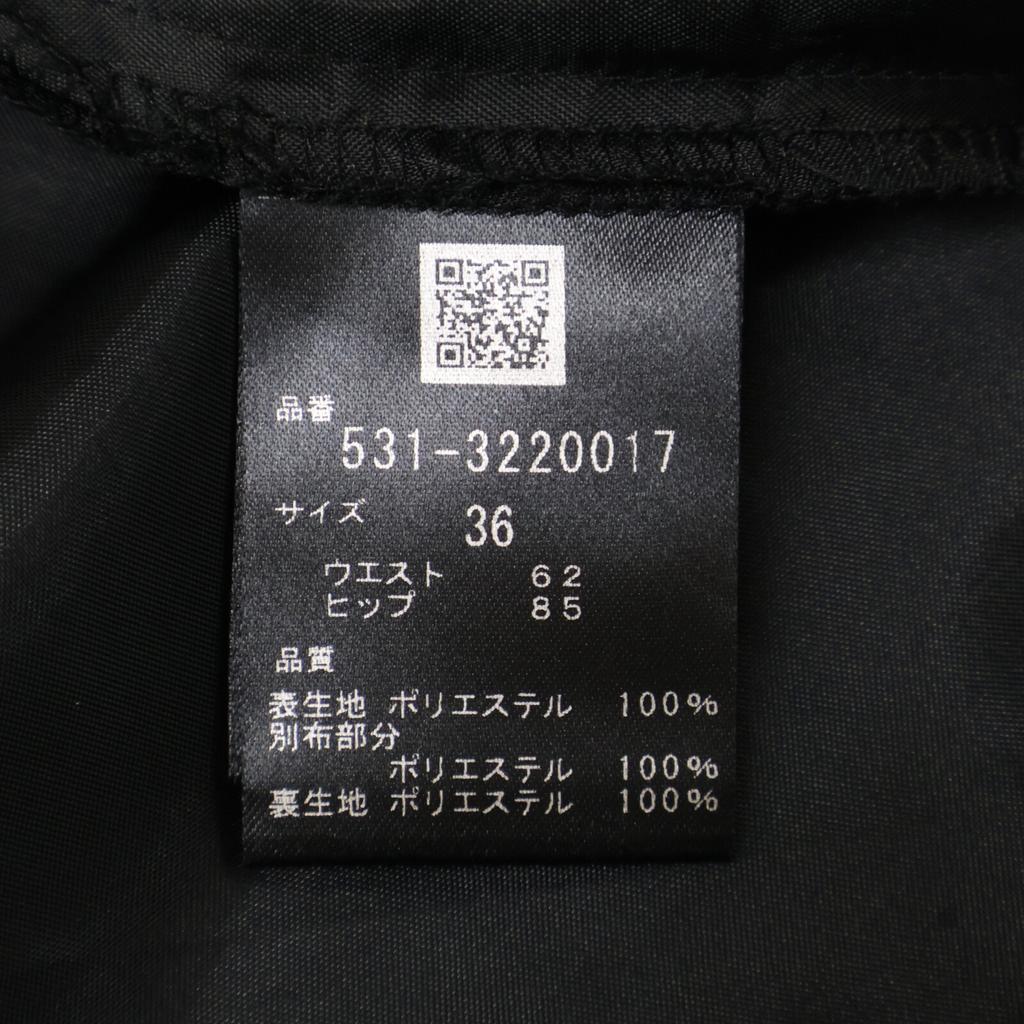 品番
531-3220017
サイズ 36
ウエスト 62
ヒップ 85
品質
表生地 ポリエステル 100%
別布部分
ポリエステル 100%
裏生地 ポリエステル 100%